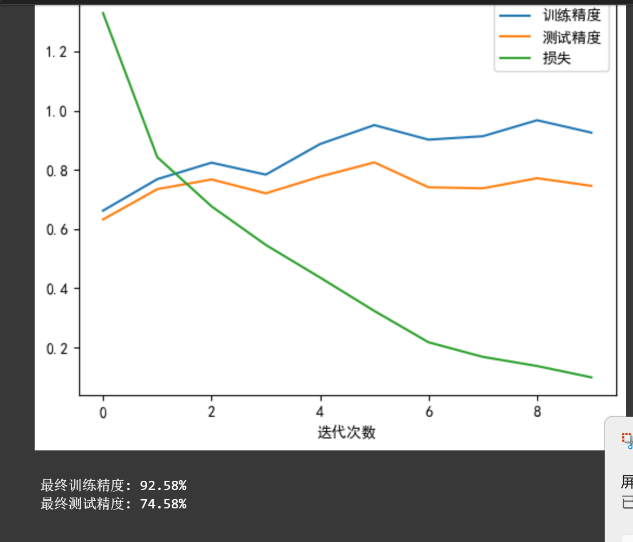 训练精度
测试精度
损失
1.2
1.0
0.8
0.6
0.4
0.2
0 2 4 6 8
迭代次数
最终训练精度: 92.58%
最终测试精度: 74.58%
屏
已